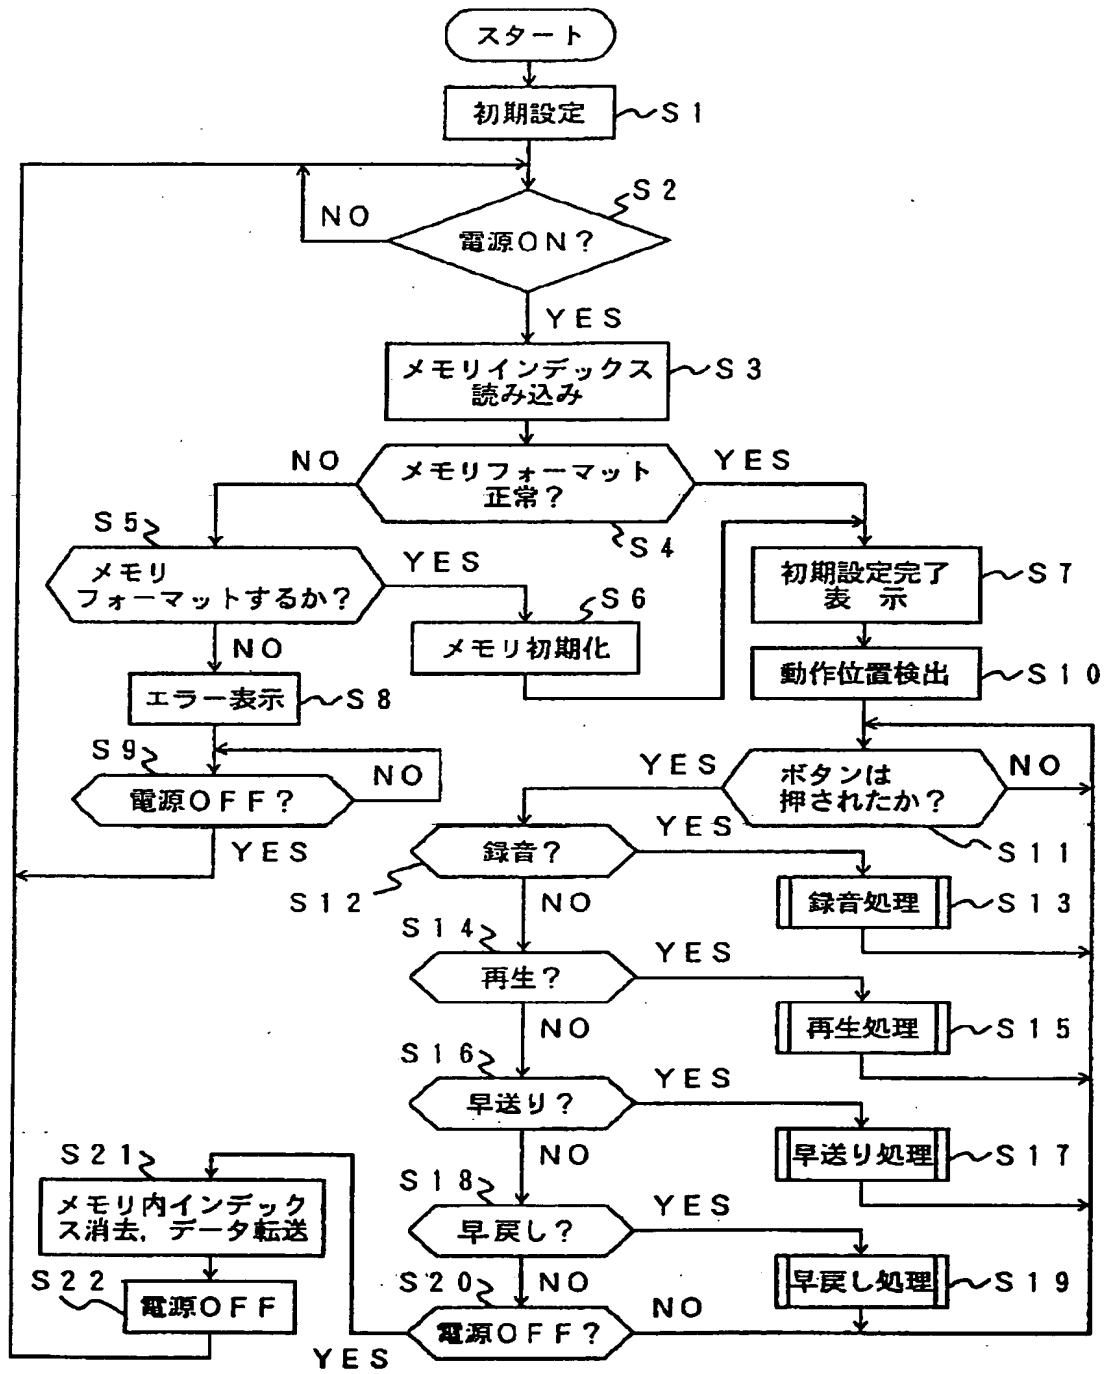 スタート
初期設定
S1
S2
NO
電源ON?
YES
メモリインデックス
読み込み
S3
NO
メモリフォーマット
正常?
YES
S4
S5
メモリ
フォーマットするか?
YES
S6
メモリ初期化
初期設定完了
表 示
S7
NO
エラー表示
S8
動作位置検出
S10
S9
電源OFF?
NO
YES
YES
ボタンは
押されたか?
NO
S11
録音?
YES
S12
NO
録音処理
S13
S14
再生?
YES
NO
再生処理
S15
S16
早送り?
YES
NO
早送り処理
S17
S18
早戻し?
YES
NO
早戻し処理
S19
S20
電源OFF?
NO
YES
S21
メモリ内インデック
ス消去，データ転送
S22
電源OFF